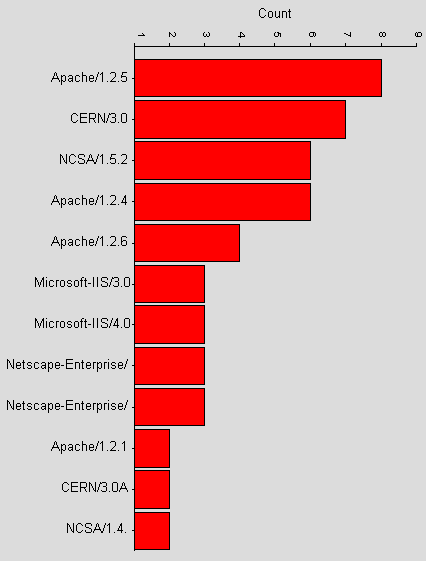 Count
1 2 3 4 5 6 7 8 9
Apache/1.2.5
CERN/3.0
NCSA/1.5.2
Apache/1.2.4
Apache/1.2.6
Microsoft-IIS/3.0
Microsoft-IIS/4.0
Netscape-Enterprise/
Netscape-Enterprise/
Apache/1.2.1
CERN/3.0A
NCSA/1.4.